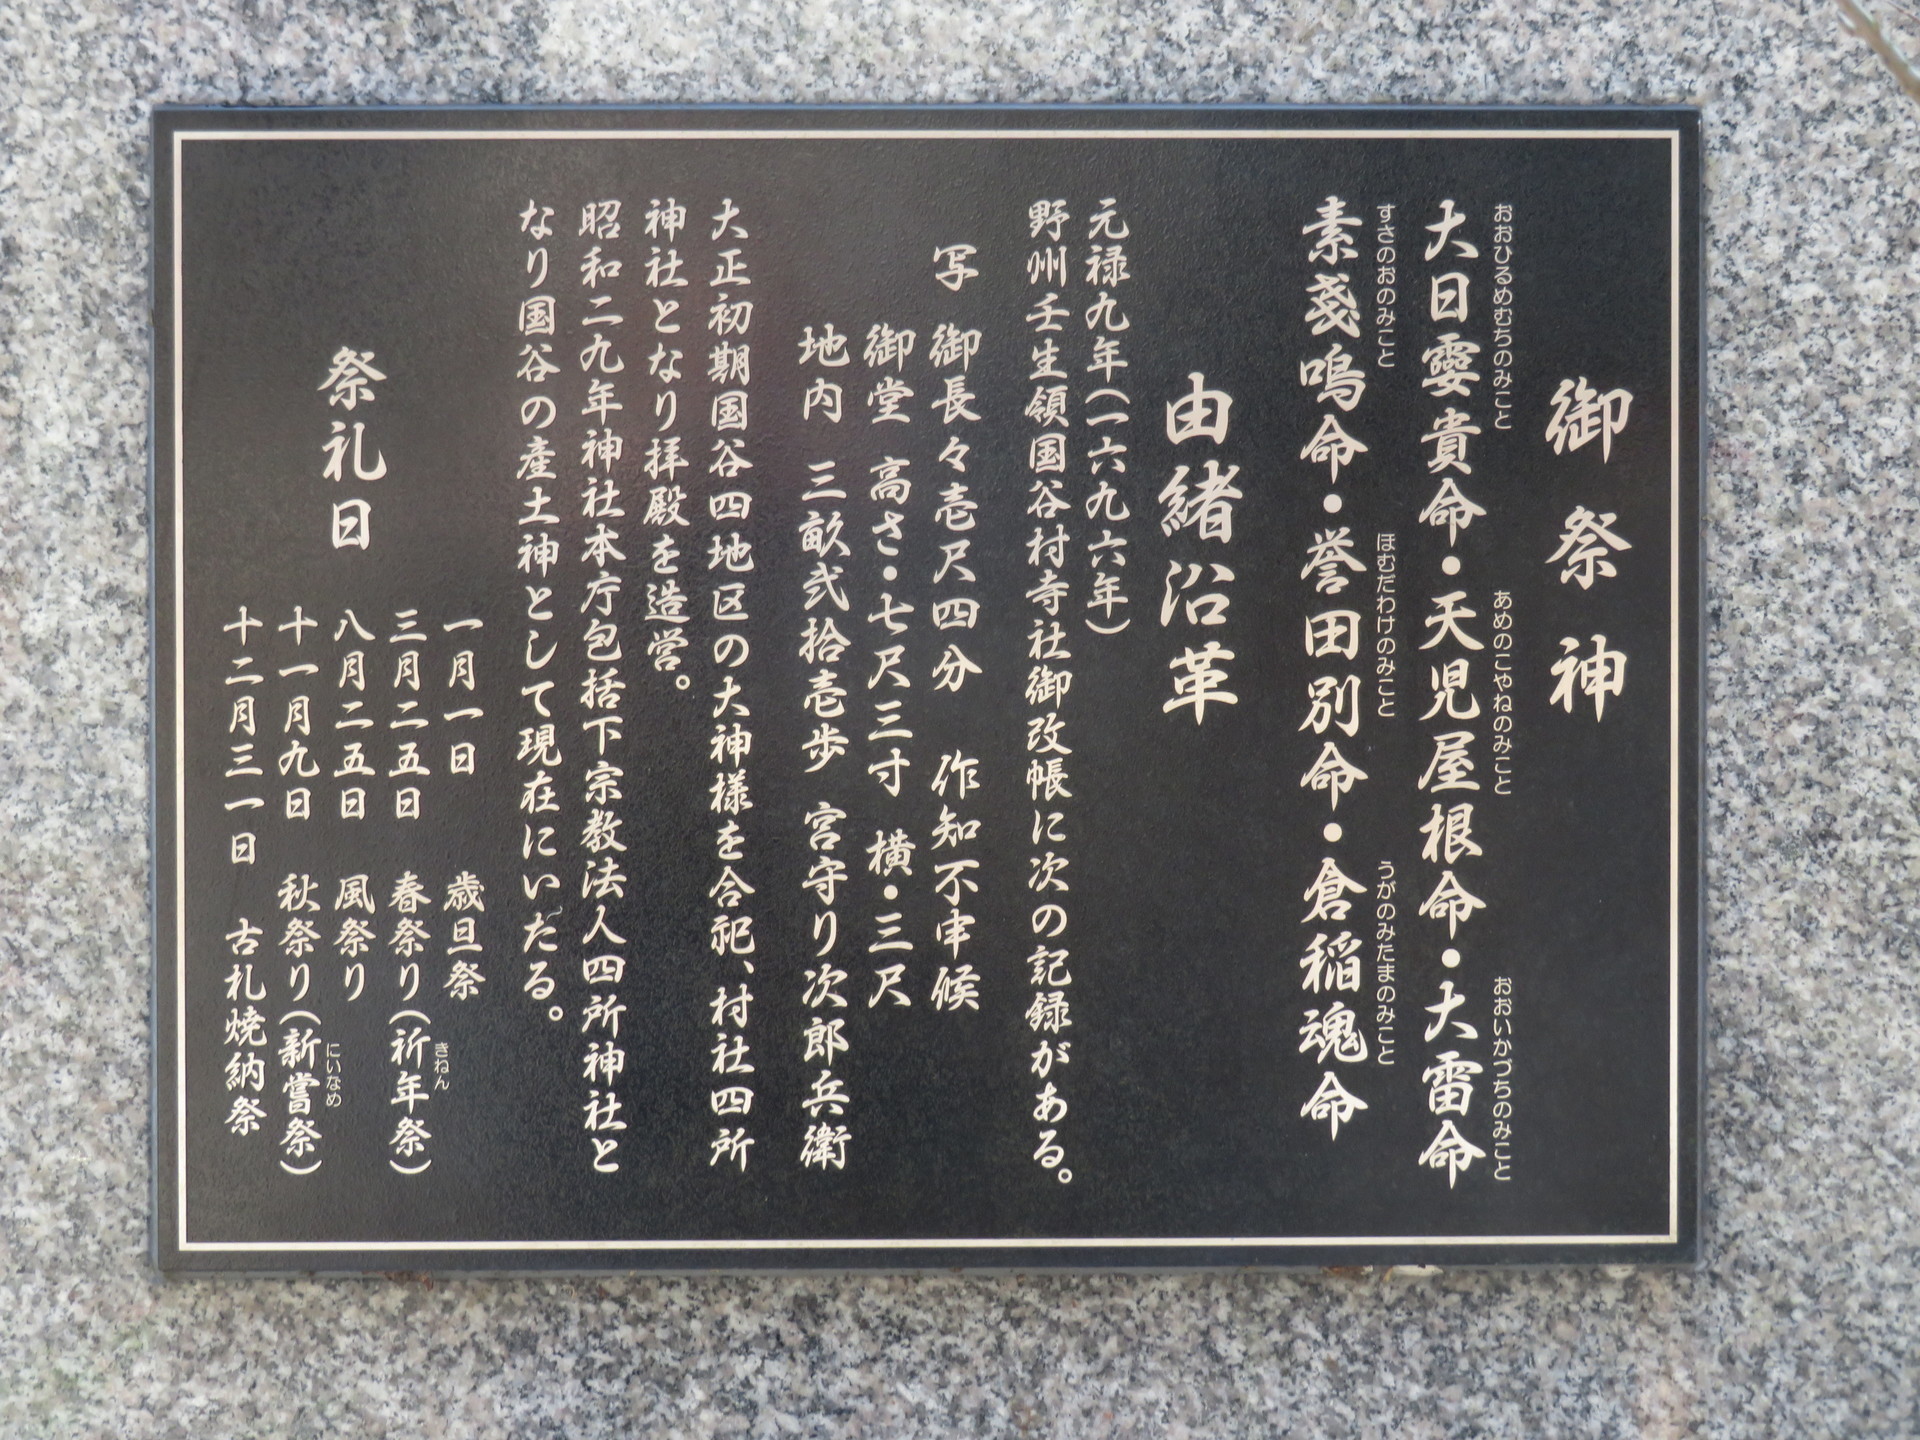 御祭神
大日孁貴命・天児屋根命・大雷命
おおひるめむちのみこと　あめのこやねのみこと　おおいかづちのみこと
素戔嗚命・誉田別命・倉稲魂命
すさのおのみこと　ほむだわけのみこと　うがのみたまのみこと
由緒沿革
元禄九年（一六九六年）
野州壬生領国谷村寺社御改帳に次の記録がある。
写　御長々壱尺四分　作知不申候
御堂　高さ・七尺三寸　横・三尺
地内　三畝弐拾壱歩　宮守り次郎兵衛
大正初期国谷四地区の大神様を合祀、村社四所
神社となり拝殿を造営。
昭和二九年神社本庁包括下宗教法人四所神社と
なり国谷の産土神として現在にいたる。
祭礼日
一月一日　歳旦祭
三月二五日　春祭り（祈年祭）
きねん
八月二五日　風祭り
十一月九日　秋祭り（新嘗祭）
にいなめ
十二月三一日　古札焼納祭